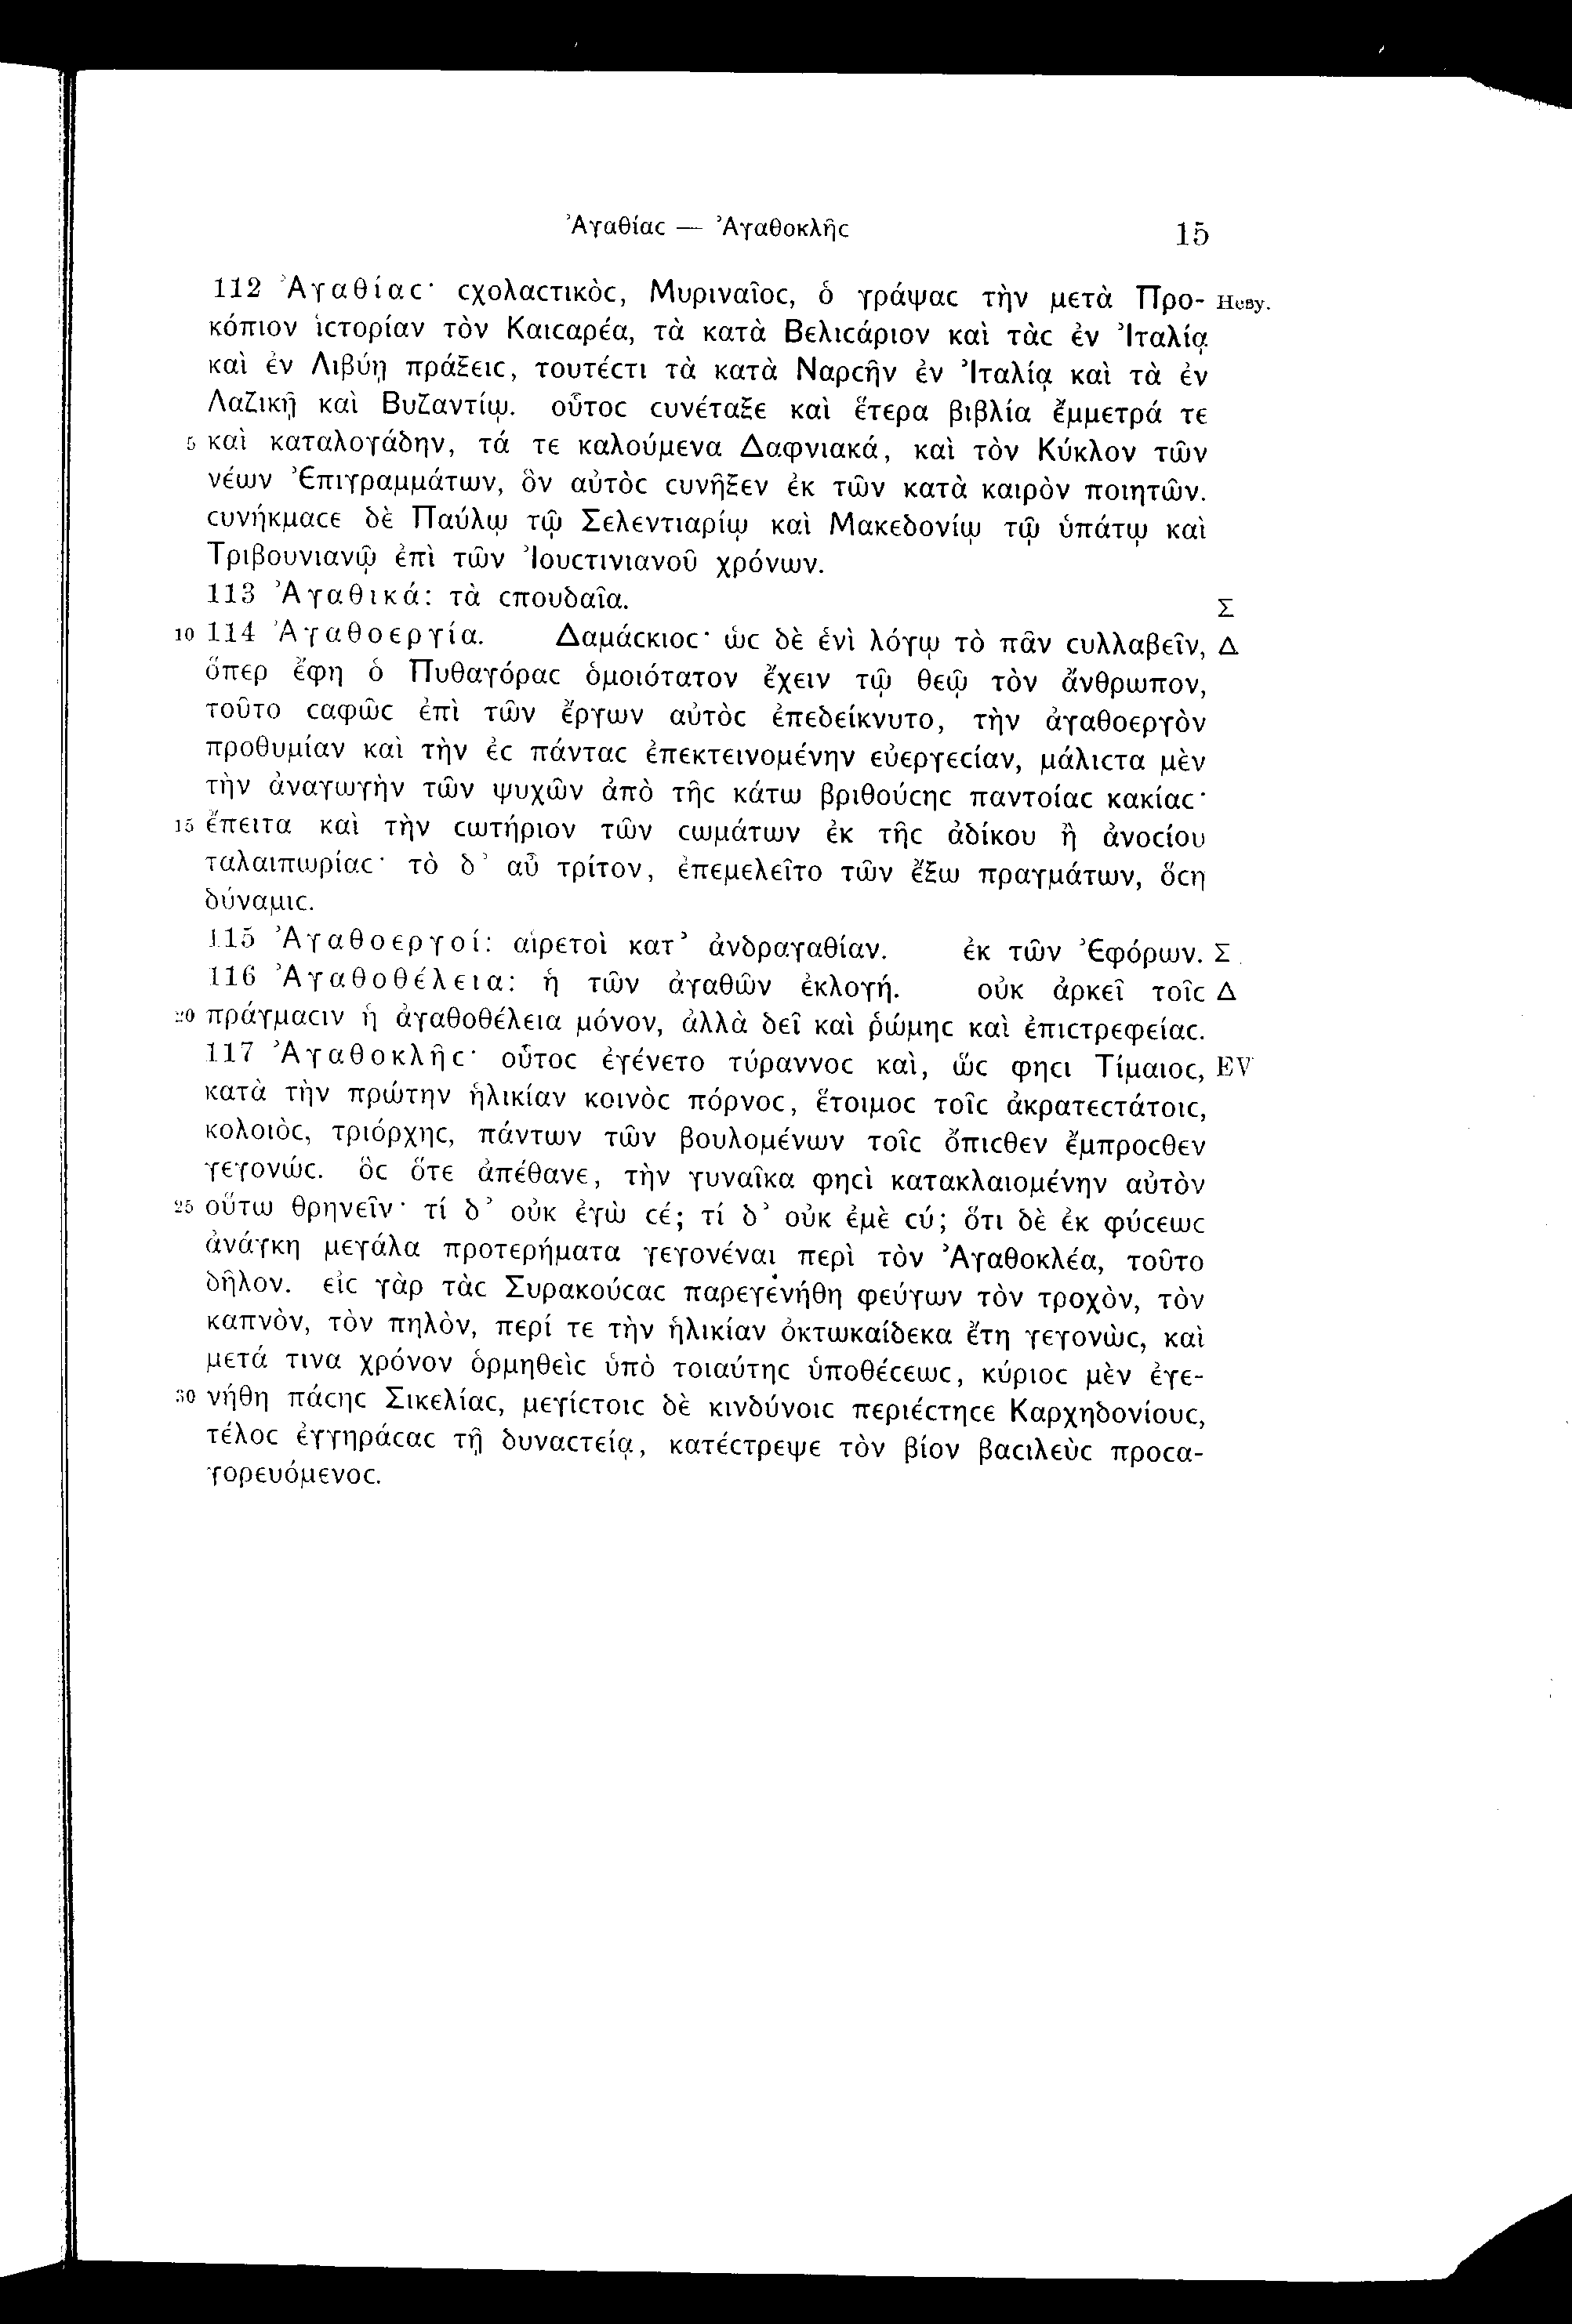 Ἀγαθίαϲ — Ἀγαθοκλῆϲ 15
112 Ἀγαθίαϲ· ϲχολαϲτικὸϲ, Μυριναῖοϲ, ὁ γράψαϲ τὴν μετὰ Προ- Hesy.
κόπιον ἱϲτορίαν τὸν Καιϲαρέα, τὰ κατὰ Βελιϲάριον καὶ τὰϲ ἐν Ἰταλίᾳ
καὶ ἐν Λιβύῃ πράξειϲ, τουτέϲτι τὰ κατὰ Ναρϲῆν ἐν Ἰταλίᾳ καὶ τὰ ἐν
Λαζικῇ καὶ Βυζαντίῳ. οὗτοϲ ϲυνέταξε καὶ ἕτερα βιβλία ἔμμετρά τε
5 καὶ καταλογάδην, τά τε καλούμενα Δαφνιακά, καὶ τὸν Κύκλον τῶν
νέων Ἐπιγραμμάτων, ὃν αὐτὸϲ ϲυνῆξεν ἐκ τῶν κατὰ καιρὸν ποιητῶν.
ϲυνήκμαϲε δὲ Παύλῳ τῷ Σελεντιαρίῳ καὶ Μακεδονίῳ τῷ ὑπάτῳ καὶ
Τριβουνιανῷ ἐπὶ τῶν Ἰουϲτινιανοῦ χρόνων.
113 Ἀγαθικά: τὰ ϲπουδαῖα. Σ
10 114 Ἀγαθοεργία. Δαμάϲκιοϲ· ὡϲ δὲ ἑνὶ λόγῳ τὸ πᾶν ϲυλλαβεῖν, Δ
ὅπερ ἔφη ὁ Πυθαγόραϲ ὁμοιότατον ἔχειν τῷ θεῷ τὸν ἄνθρωπον,
τοῦτο ϲαφῶϲ ἐπὶ τῶν ἔργων αὐτὸϲ ἐπεδείκνυτο, τὴν ἀγαθοεργὸν
προθυμίαν καὶ τὴν ἐϲ πάνταϲ ἐπεκτεινομένην εὐεργεϲίαν, μάλιϲτα μὲν
τὴν ἀναγωγὴν τῶν ψυχῶν ἀπὸ τῆϲ κάτω βριθούϲηϲ παντοίαϲ κακίαϲ·
15 ἔπειτα καὶ τὴν ϲωτήριον τῶν ϲωμάτων ἐκ τῆϲ ἀδίκου ἢ ἀνοϲίου
ταλαιπωρίαϲ· τὸ δ’ αὖ τρίτον, ἐπεμελεῖτο τῶν ἔξω πραγμάτων, ὅϲη
δύναμιϲ.
115 Ἀγαθοεργοί: αἱρετοὶ κατ’ ἀνδραγαθίαν. ἐκ τῶν Ἐφόρων. Σ
116 Ἀγαθοθέλεια: ἡ τῶν ἀγαθῶν ἐκλογή. οὐκ ἀρκεῖ τοῖϲ Δ
20 πράγμαϲιν ἡ ἀγαθοθέλεια μόνον, ἀλλὰ δεῖ καὶ ῥώμηϲ καὶ ἐπιϲτρεφείαϲ.
117 Ἀγαθοκλῆϲ· οὗτοϲ ἐγένετο τύραννοϲ καὶ, ὥϲ φηϲι Τίμαιοϲ, EV
κατὰ τὴν πρώτην ἡλικίαν κοινὸϲ πόρνοϲ, ἕτοιμοϲ τοῖϲ ἀκρατεϲτάτοιϲ,
κολοιὸϲ, τριόρχηϲ, πάντων τῶν βουλομένων τοῖϲ ὄπιϲθεν ἔμπροϲθεν
γεγονώϲ. ὃϲ ὅτε ἀπέθανε, τὴν γυναῖκα φηϲὶ κατακλαιομένην αὐτὸν
25 οὕτω θρηνεῖν· τί δ’ οὐκ ἐγὼ ϲέ; τί δ’ οὐκ ἐμὲ ϲύ; ὅτι δὲ ἐκ φύϲεωϲ
ἀνάγκη μεγάλα προτερήματα γεγονέναι περὶ τὸν Ἀγαθοκλέα, τοῦτο
δῆλον. εἰϲ γὰρ τὰϲ Συρακούϲαϲ παρεγενήθη φεύγων τὸν τροχὸν, τὸν
καπνὸν, τὸν πηλὸν, περί τε τὴν ἡλικίαν ὀκτωκαίδεκα ἔτη γεγονὼϲ, καὶ
μετά τινα χρόνον ὁρμηθεὶϲ ὑπὸ τοιαύτηϲ ὑποθέϲεωϲ, κύριοϲ μὲν ἐγε-
30 νήθη πάϲηϲ Σικελίαϲ, μεγίϲτοιϲ δὲ κινδύνοιϲ περιέϲτηϲε Καρχηδονίουϲ,
τέλοϲ ἐγγηράϲαϲ τῇ δυναϲτείᾳ, κατέϲτρεψε τὸν βίον βαϲιλεὺϲ προϲα-
γορευόμενοϲ.